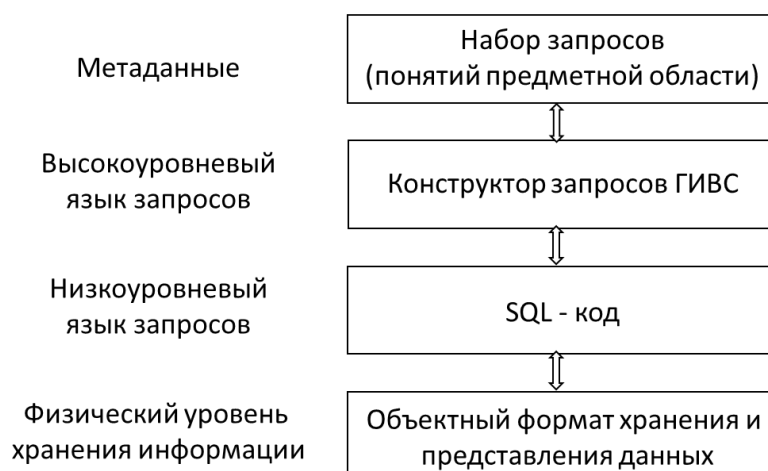 Метаданные
Набор запросов
(понятий предметной области)
Высокоуровневый
язык запросов
Конструктор запросов ГИВС
Низкоуровневый
язык запросов
SQL - код
Физический уровень
хранения информации
Объектный формат хранения и
представления данных